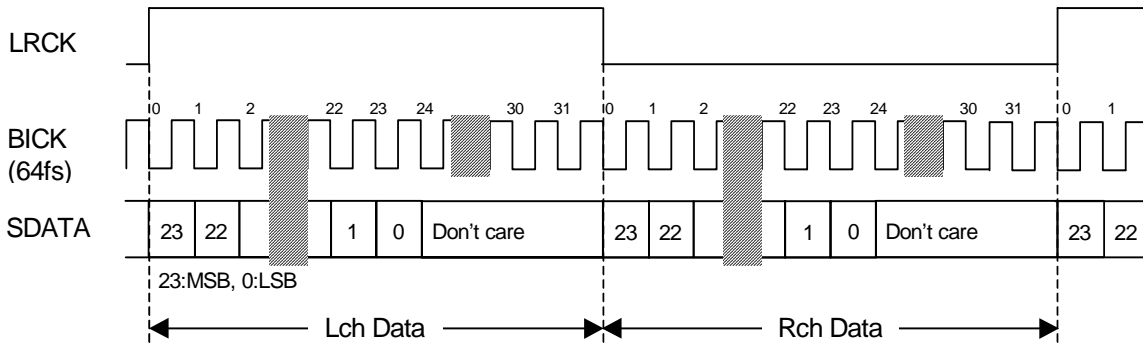 LRCK
0 1 2 22 23 24 30 31 0 1 2 22 23 24 30 31 0 1
BICK
(64fs)
SDATA 23 22 1 0 Don't care 23 22 1 0 Don't care 23 22
23:MSB, 0:LSB
Lch Data Rch Data